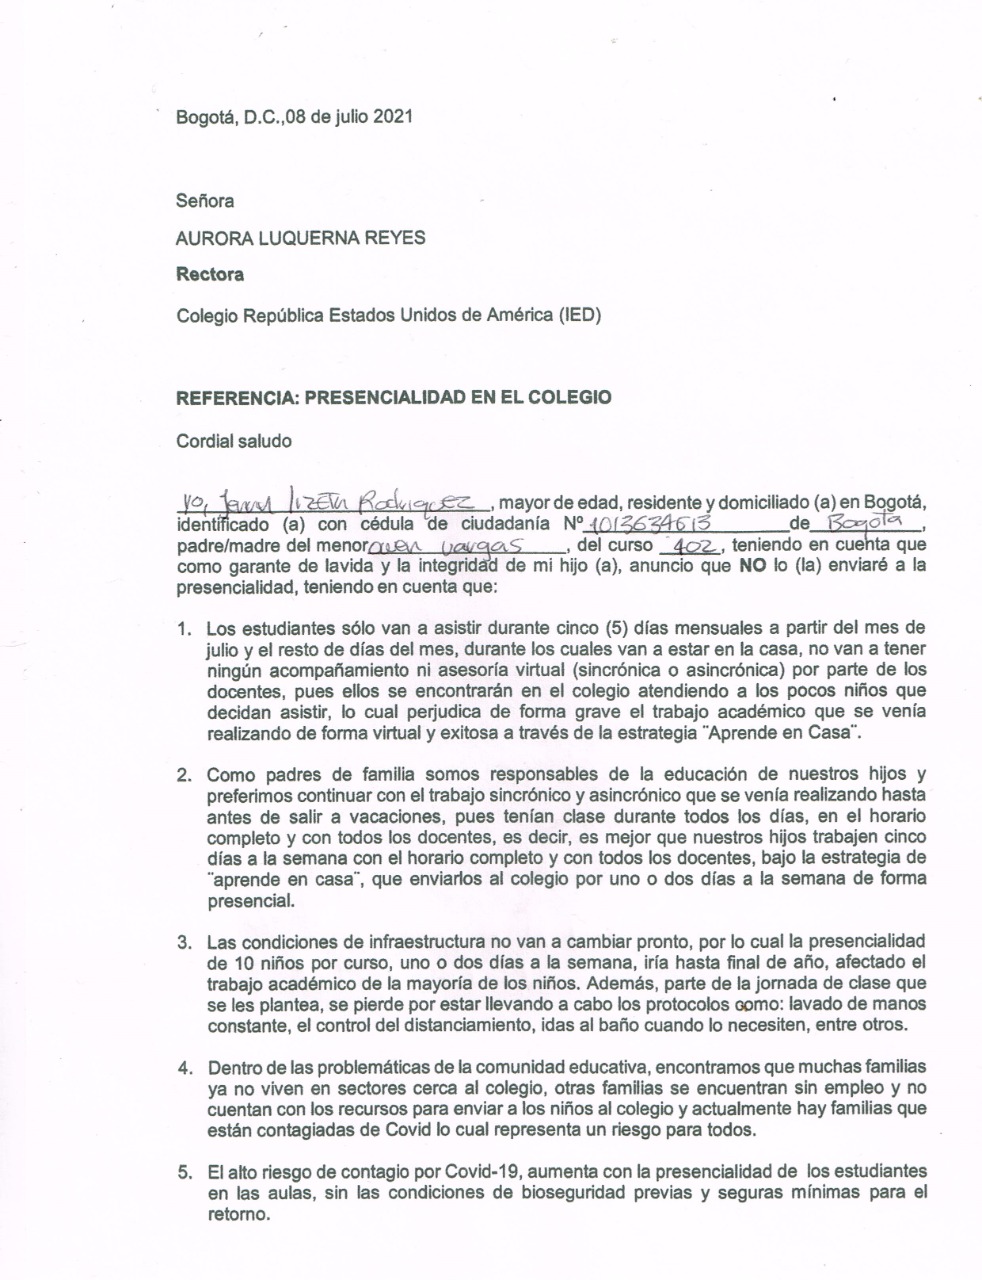 Bogotá, D.C.,08 de julio 2021
Señora
AURORA LUQUERNA REYES
Rectora
Colegio República Estados Unidos de América (IED)
REFERENCIA: PRESENCIALIDAD EN EL COLEGIO
Cordial saludo
Yo, Lizeth Rodriguez, mayor de edad, residente y domiciliado (a) en Bogotá,
identificado (a) con cédula de ciudadanía Nº 1013634613 de Bogota,
padre/madre del menor vargas, del curso 402, teniendo en cuenta que
como garante de lavida y la integridad de mi hijo (a), anuncio que NO lo (la) enviaré a la
presencialidad, teniendo en cuenta que:
1. Los estudiantes sólo van a asistir durante cinco (5) días mensuales a partir del mes de
julio y el resto de días del mes, durante los cuales van a estar en la casa, no van a tener
ningún acompañamiento ni asesoría virtual (sincrónica o asincrónica) por parte de los
docentes, pues ellos se encontrarán en el colegio atendiendo a los pocos niños que
decidan asistir, lo cual perjudica de forma grave el trabajo académico que se venía
realizando de forma virtual y exitosa a través de la estrategia ¨Aprende en Casa¨.
2. Como padres de familia somos responsables de la educación de nuestros hijos y
preferimos continuar con el trabajo sincrónico y asincrónico que se venía realizando hasta
antes de salir a vacaciones, pues tenían clase durante todos los días, en el horario
completo y con todos los docentes, es decir, es mejor que nuestros hijos trabajen cinco
días a la semana con el horario completo y con todos los docentes, bajo la estrategia de
¨aprende en casa¨, que enviarlos al colegio por uno o dos días a la semana de forma
presencial.
3. Las condiciones de infraestructura no van a cambiar pronto, por lo cual la presencialidad
de 10 niños por curso, uno o dos días a la semana, iría hasta final de año, afectado el
trabajo académico de la mayoría de los niños. Además, parte de la jornada de clase que
se les plantea, se pierde por estar llevando a cabo los protocolos como: lavado de manos
constante, el control del distanciamiento, idas al baño cuando lo necesiten, entre otros.
4. Dentro de las problemáticas de la comunidad educativa, encontramos que muchas familias
ya no viven en sectores cerca al colegio, otras familias se encuentran sin empleo y no
cuentan con los recursos para enviar a los niños al colegio y actualmente hay familias que
están contagiadas de Covid lo cual representa un riesgo para todos.
5. El alto riesgo de contagio por Covid-19, aumenta con la presencialidad de los estudiantes
en las aulas, sin las condiciones de bioseguridad previas y seguras mínimas para el
retorno.